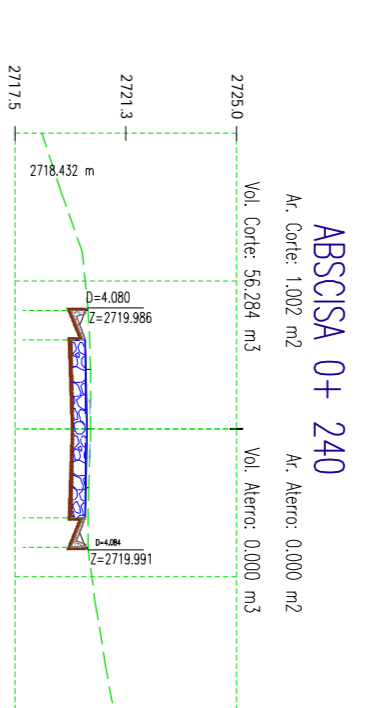 ABSCISA 0+ 240
Ar. Corte: 1.002 m2 Ar. Aterro: 0.000 m2
Vol. Corte: 56.284 m3 Vol. Aterro: 0.000 m3
2725.0
2721.3
2717.5
2718.432 m
D=4.080
Z=2719.986
D=4.084
Z=2719.991